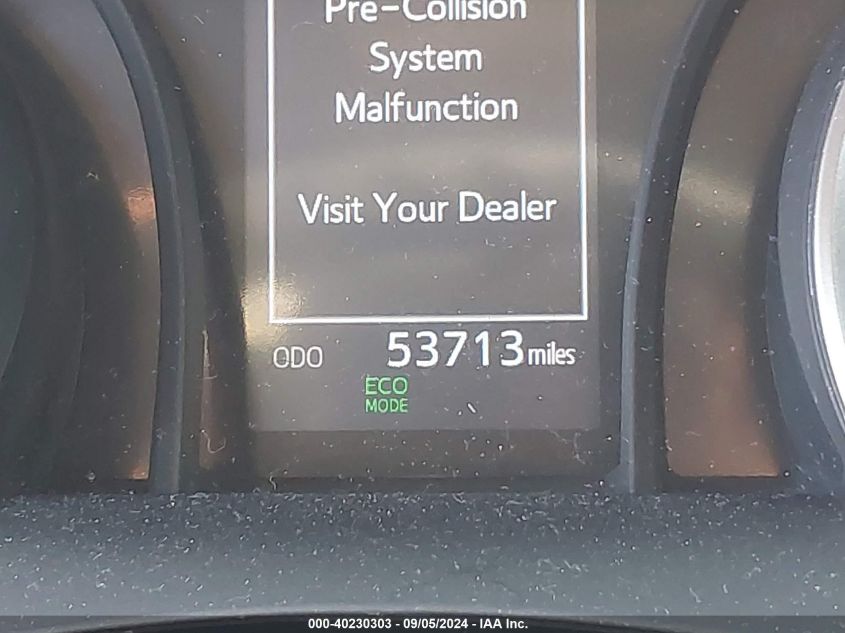 Pre-Collision
System
Malfunction
Visit Your Dealer
ODO 53713 miles
ECO
MODE
000-40230303 - 09/05/2024 - IAA Inc.